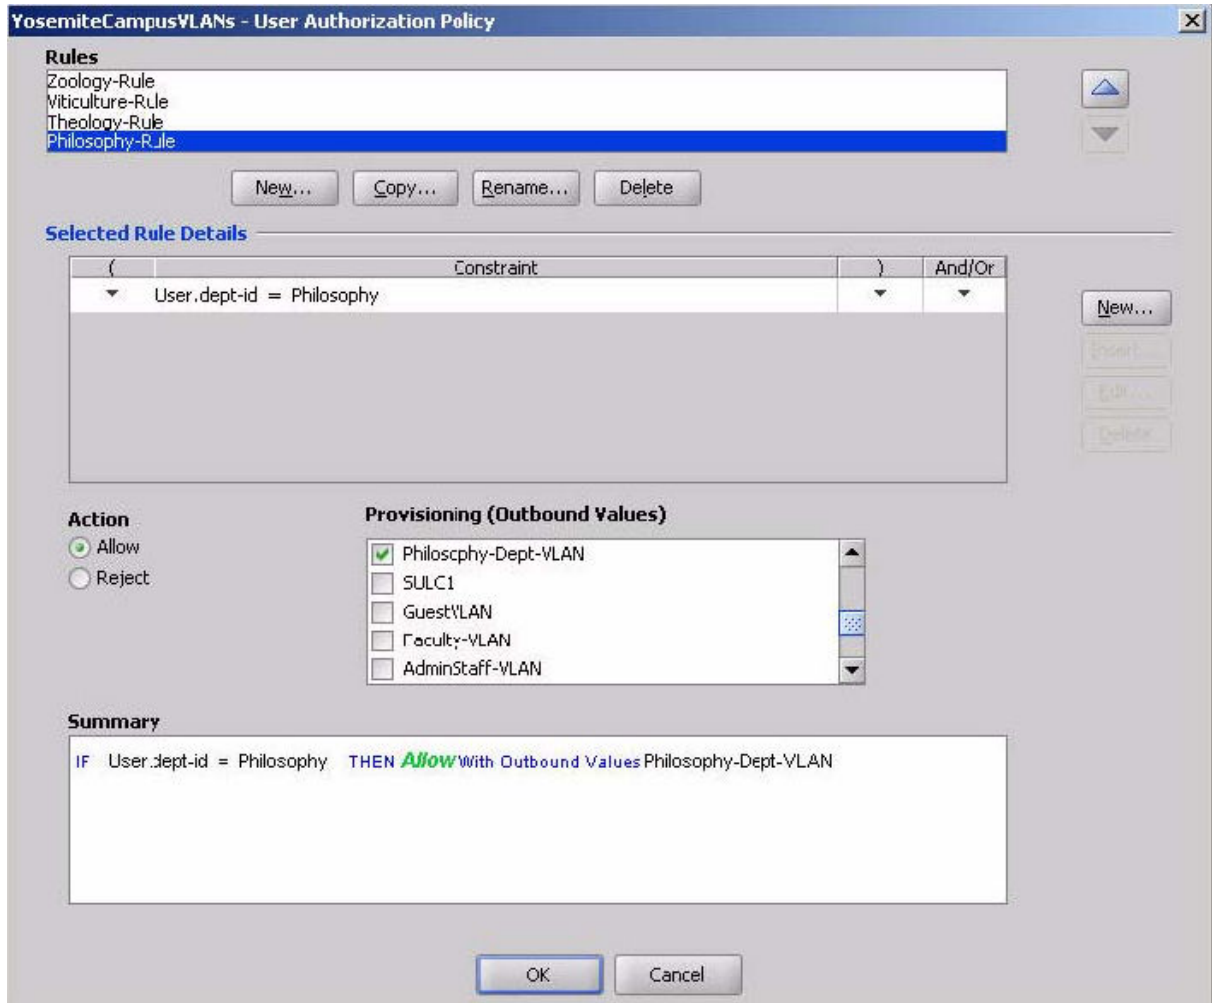 YosemiteCampusVLANs - User Authorization Policy
Rules
Zoology-Rule
Viticulture-Rule
Theology-Rule
Philosophy-Rule
New...
Copy...
Rename...
Delete
Selected Rule Details
( Constraint ) And/Or
User.dept-id = Philosophy
New...
Insert...
Edit...
Delete
Action
Allow
Reject
Provisioning (Outbound Values)
Philosophy-Dept-VLAN
SULC1
GuestVLAN
Faculty-VLAN
AdminStaff-VLAN
Summary
IF User.dept-id = Philosophy THEN Allow With Outbound Values Philosophy-Dept-VLAN
OK
Cancel